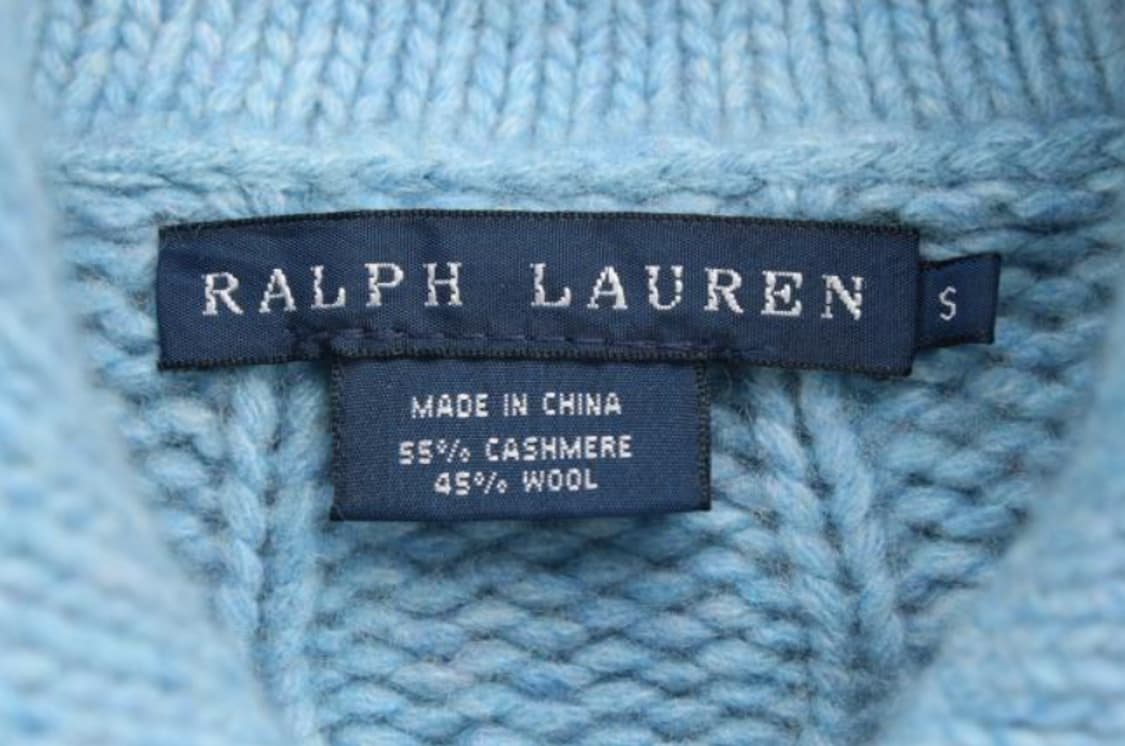 RALPH LAUREN
S
MADE IN CHINA
55% CASHMERE
45% WOOL